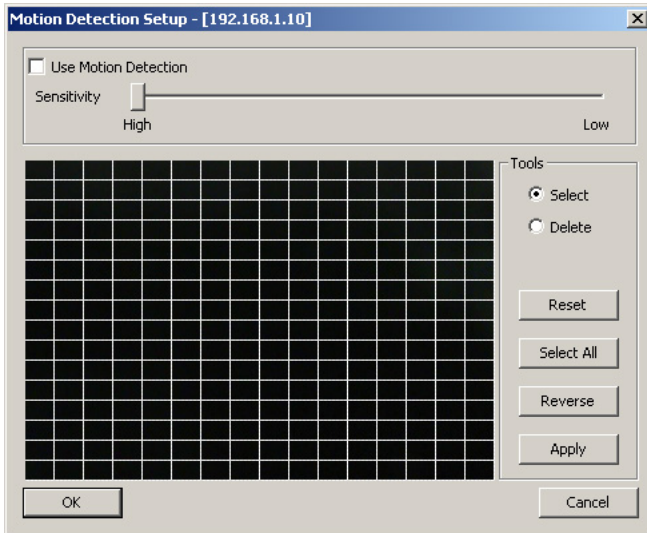 Motion Detection Setup - [192.168.1.10]
Use Motion Detection
Sensitivity
High
Low
Tools
Select
Delete
Reset
Select All
Reverse
Apply
OK
Cancel